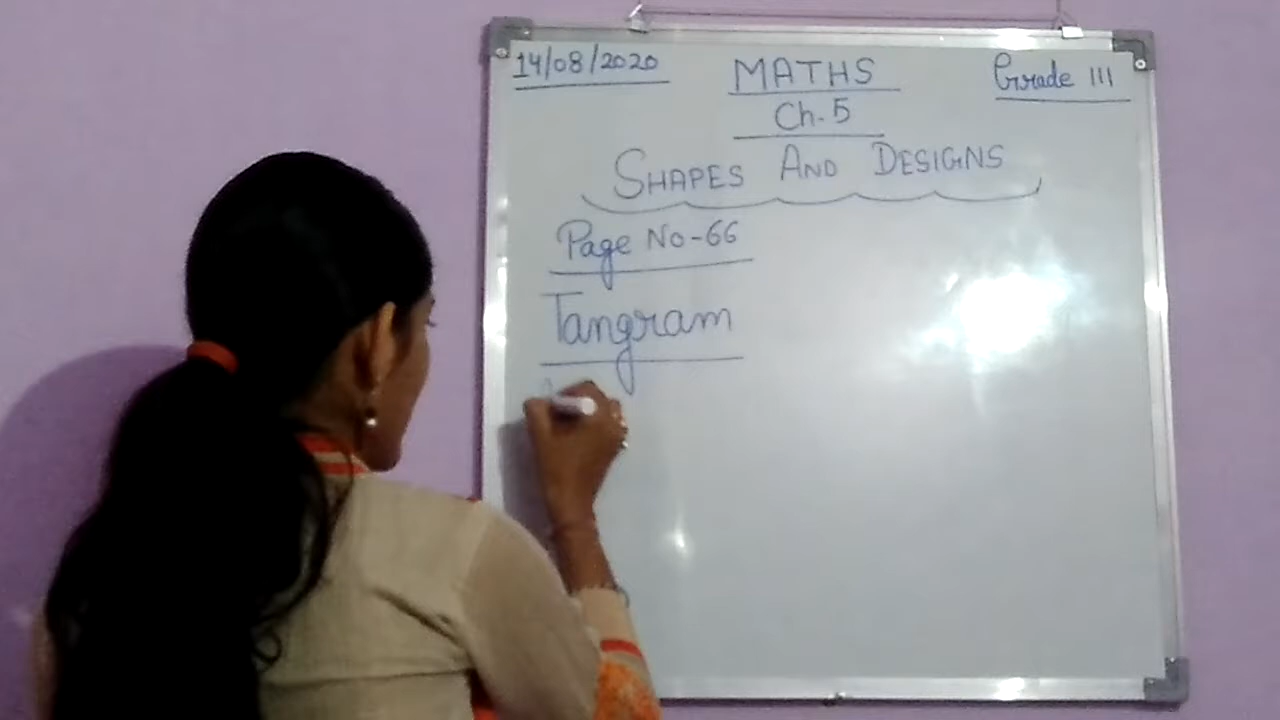 14/08/2020 MATHS Grade III
Ch. 5
SHAPES AND DESIGNS
Page No-66
Tangram